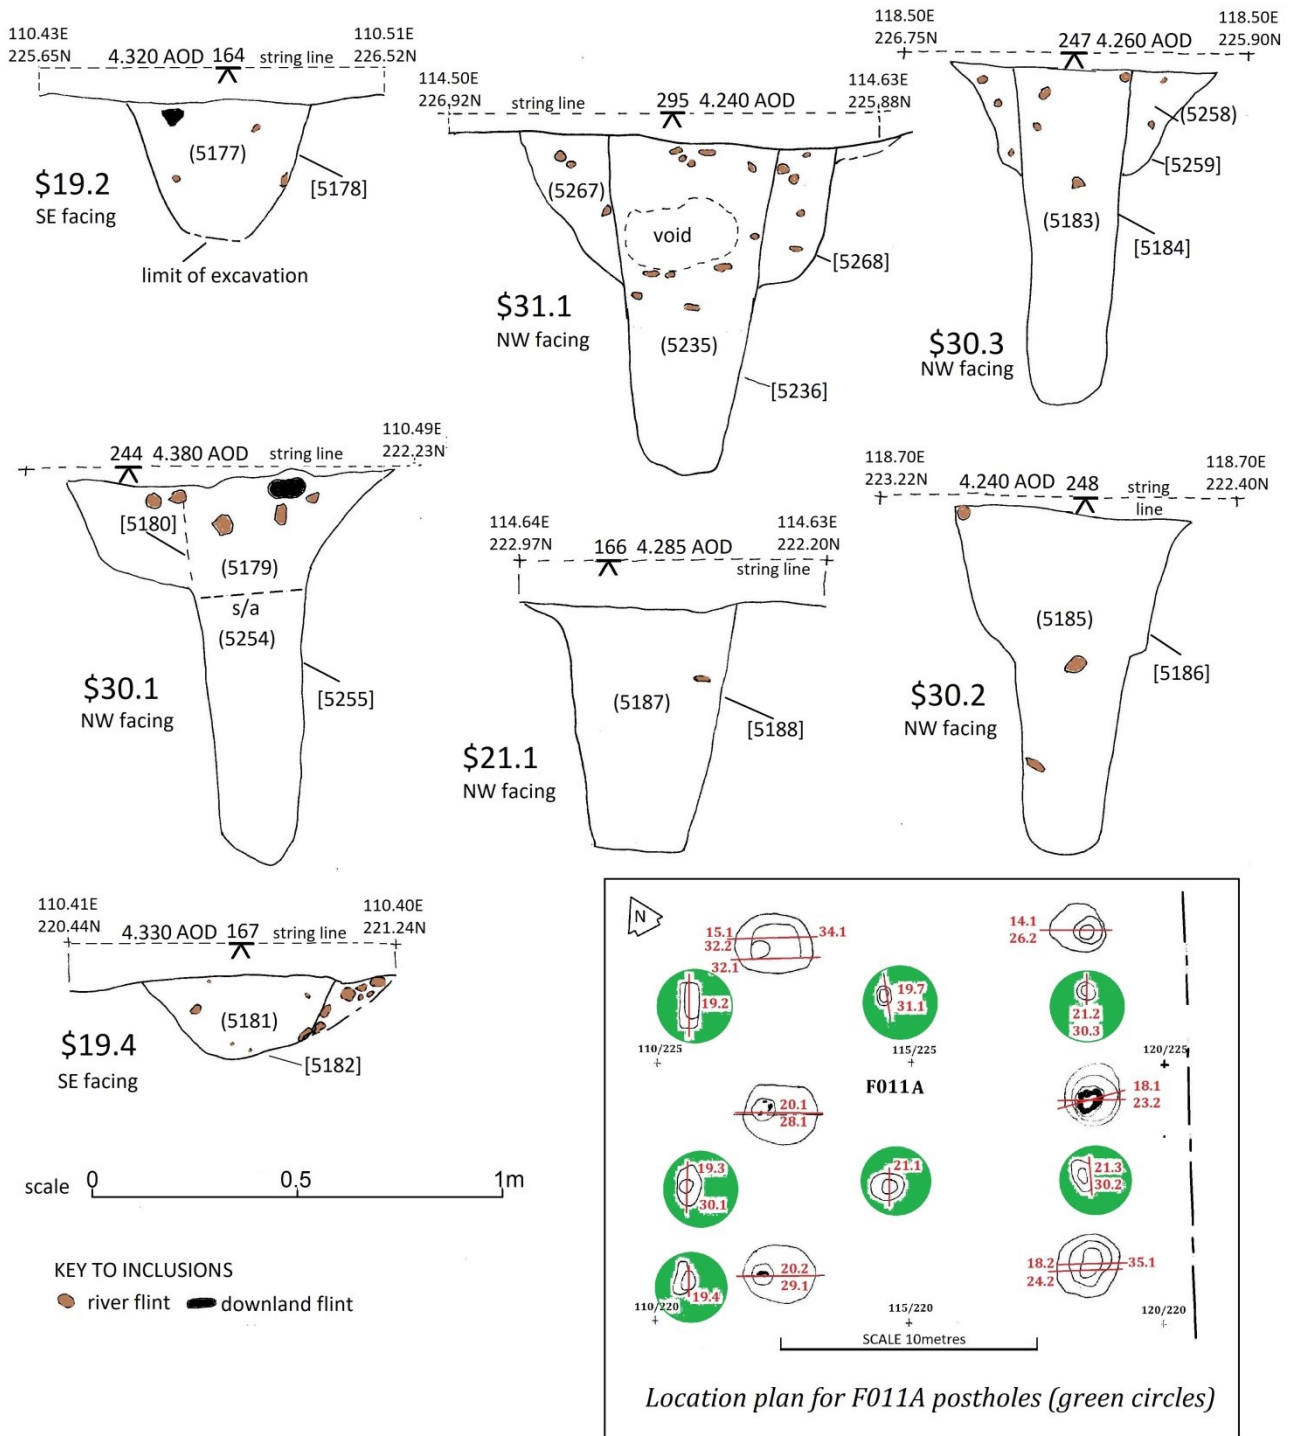 110.43E
225.65N
4.320 AOD 164 string line
110.51E
226.52N
(5177)
[5178]
$19.2
SE facing
limit of excavation
114.50E
226.92N
string line
295 4.240 AOD
114.63E
225.88N
(5267)
void
[5268]
(5235)
[5236]
$31.1
NW facing
118.50E
226.75N
247 4.260 AOD
118.50E
225.90N
(5258)
[5259]
(5183)
[5184]
$30.3
NW facing
244 4.380 AOD string line
110.49E
222.23N
[5180]
(5179)
s/a
(5254)
[5255]
$30.1
NW facing
114.64E
222.97N
166 4.285 AOD
string line
114.63E
222.20N
(5187)
[5188]
$21.1
NW facing
118.70E
223.22N
4.240 AOD 248 string
line
118.70E
222.40N
(5185)
[5186]
$30.2
NW facing
110.41E
220.44N
4.330 AOD 167 string line
110.40E
221.24N
(5181)
[5182]
$19.4
SE facing
scale 0 0.5 1m
KEY TO INCLUSIONS
river flint downland flint
N
15.1
32.2
34.1
32.1
14.1
26.2
19.2
19.7
31.1
21.2
30.3
110/225
115/225
120/225
F011A
20.1
28.1
18.1
23.2
19.3
30.1
21.1
21.3
30.2
19.4
20.2
29.1
18.2
24.2
35.1
110/220
115/220
120/220
SCALE 10metres
Location plan for F011A postholes (green circles)